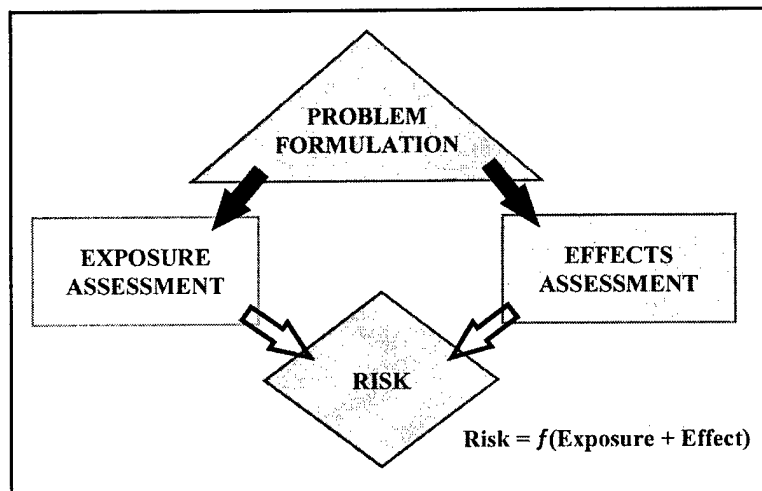 PROBLEM
FORMULATION
EXPOSURE
ASSESSMENT
EFFECTS
ASSESSMENT
RISK
Risk = f(Exposure + Effect)